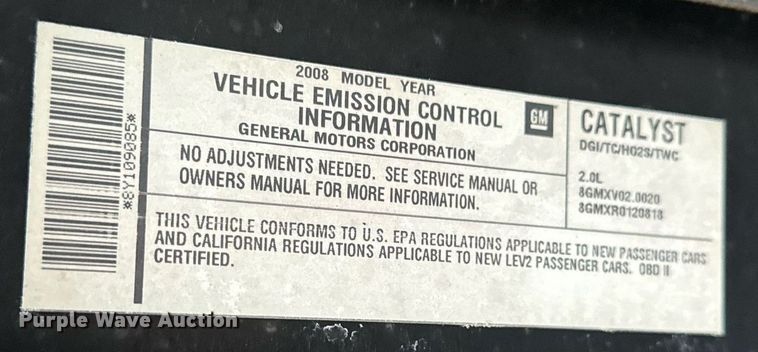 *8Y109085*
2008 MODEL YEAR
VEHICLE EMISSION CONTROL
INFORMATION
GENERAL MOTORS CORPORATION
GM
NO ADJUSTMENTS NEEDED. SEE SERVICE MANUAL OR
OWNERS MANUAL FOR MORE INFORMATION.
CATALYST
DGI/TC/HO2S/TWC
2.0L
8GMXV02.0020
8GMXR0120818
THIS VEHICLE CONFORMS TO U.S. EPA REGULATIONS APPLICABLE TO NEW PASSENGER CARS
AND CALIFORNIA REGULATIONS APPLICABLE TO NEW LEV2 PASSENGER CARS. OBD II
CERTIFIED.
Purple Wave Auction